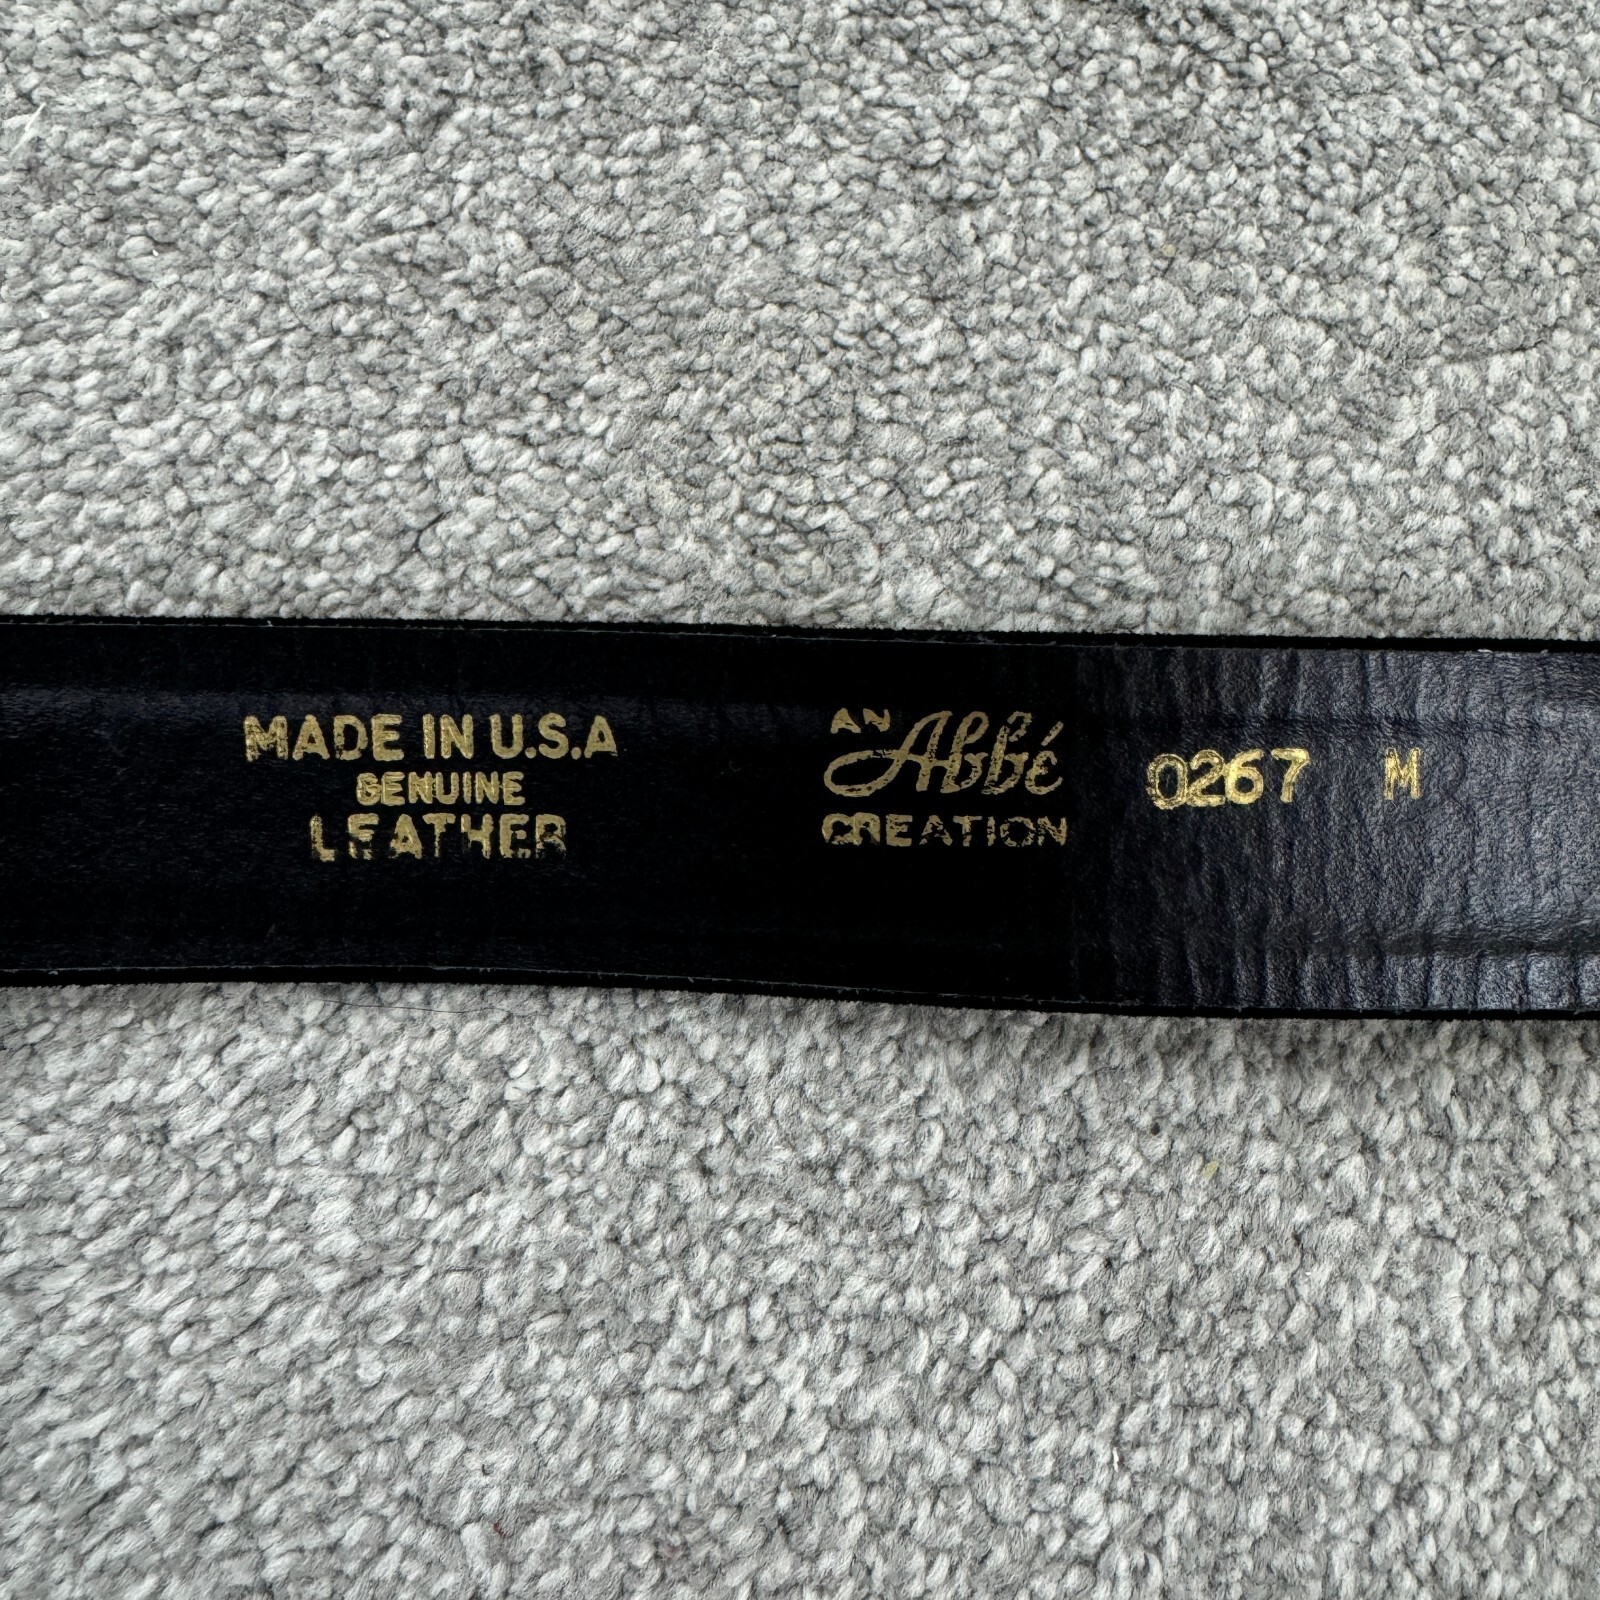 MADE IN U.S.A
GENUINE
LEATHER
AN
Abbé
CREATION
0267 M